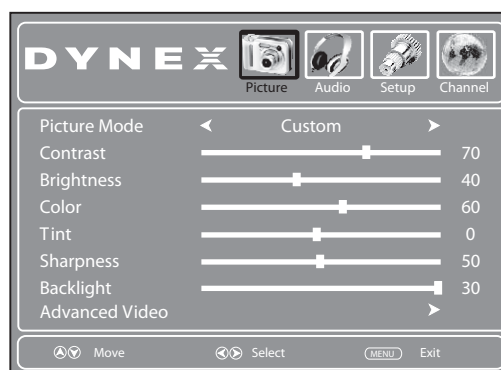 DYNEX
Picture Audio Setup Channel
Picture Mode Custom
Contrast 70
Brightness 40
Color 60
Tint 0
Sharpness 50
Backlight 30
Advanced Video
Move Select MENU Exit